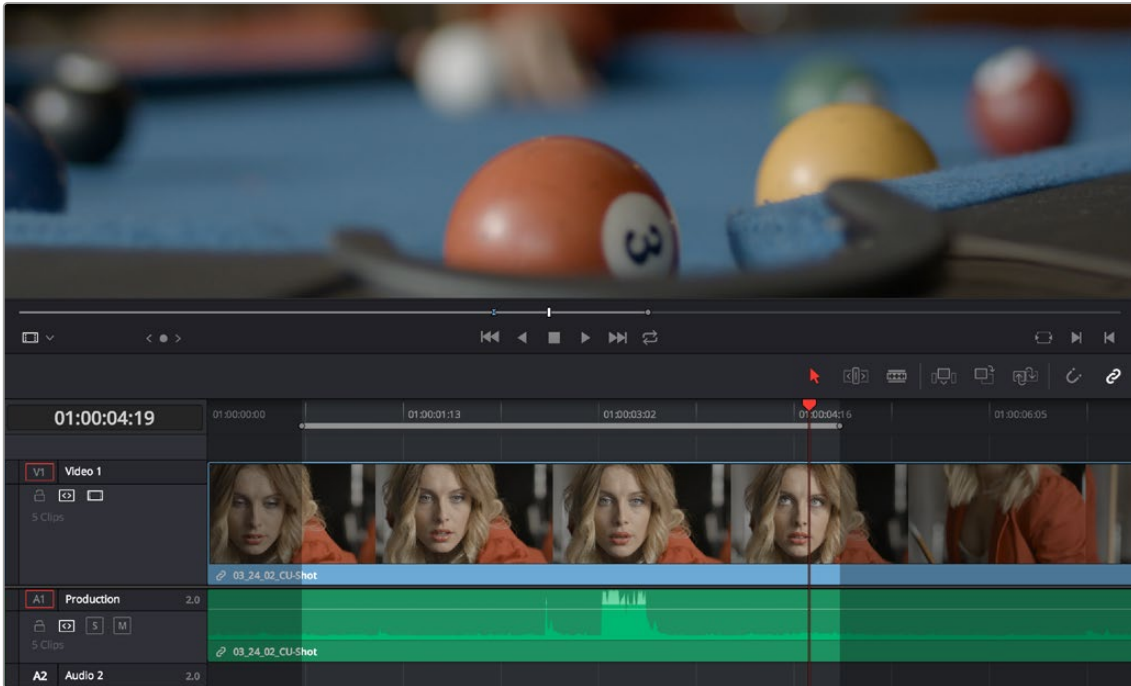 3
01:00:04:19
01:00:00:00
01:00:01:13
01:00:03:02
01:00:04:16
01:00:06:05
V1 Video 1
5 Clips
03_24_02_CU-Shot
A1 Production 2.0
S M
5 Clips
03_24_02_CU-Shot
A2 Audio 2 2.0